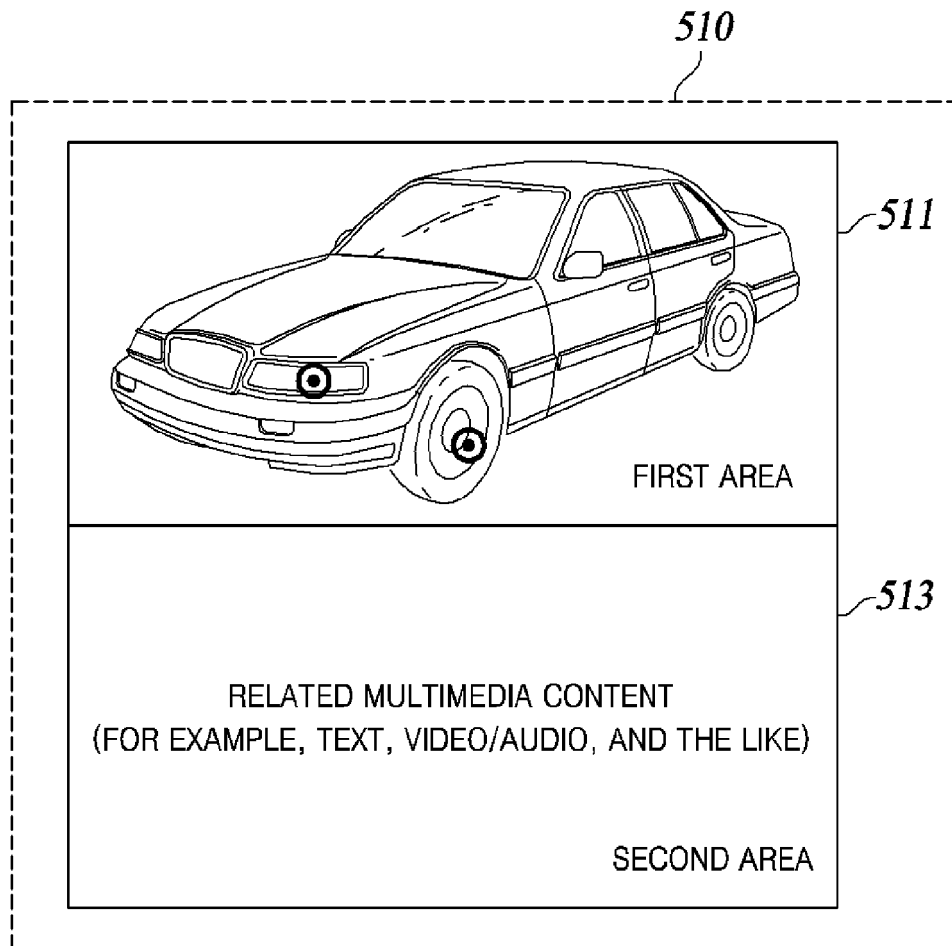 510
511
FIRST AREA
513
RELATED MULTIMEDIA CONTENT
(FOR EXAMPLE, TEXT, VIDEO/AUDIO, AND THE LIKE)
SECOND AREA